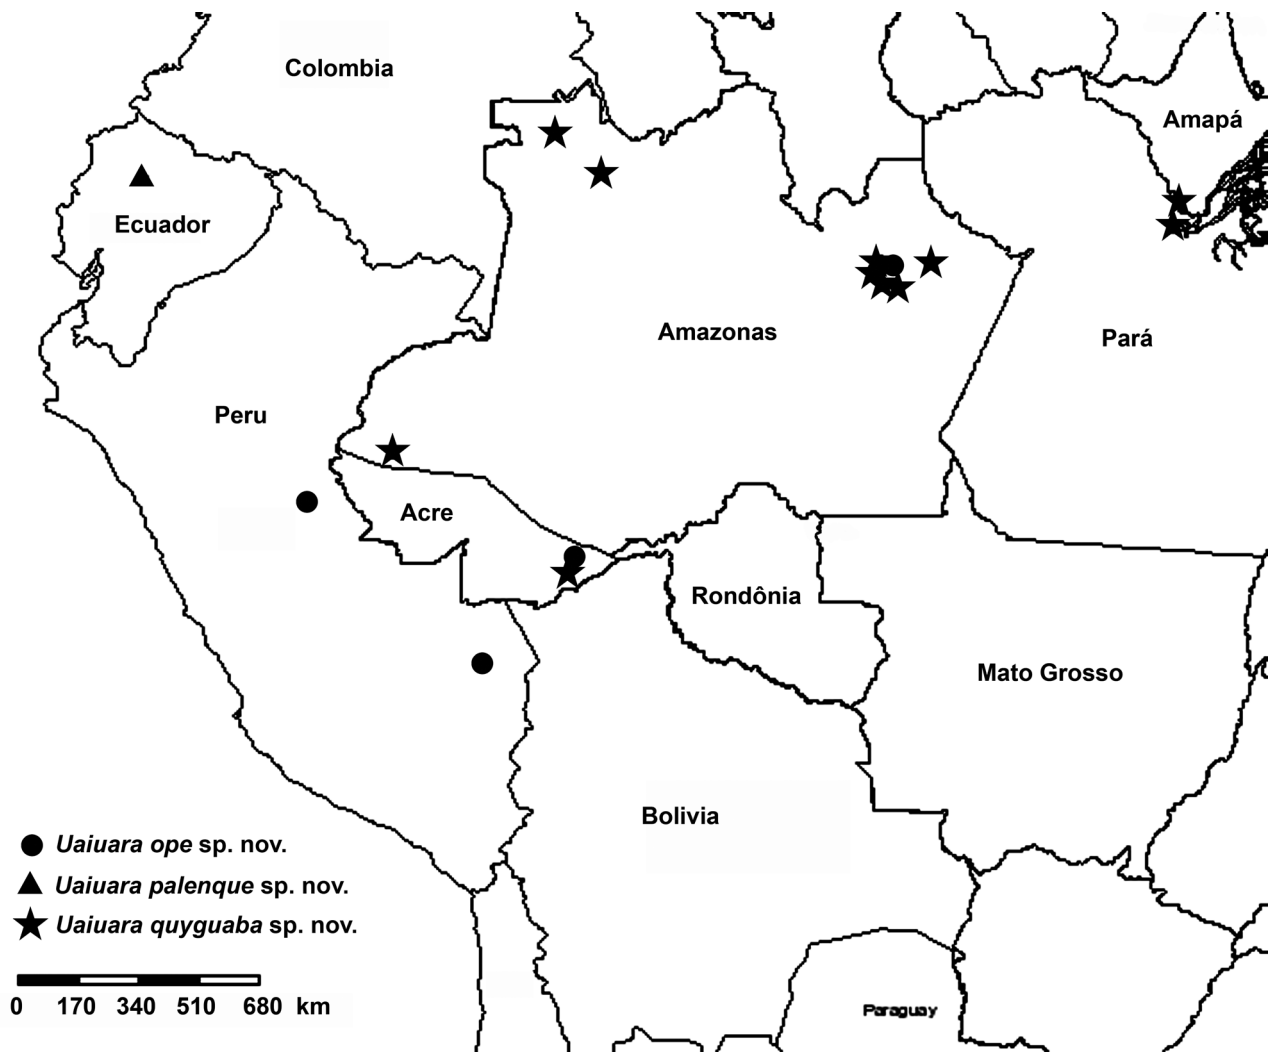 Colombia
Amapá
Ecuador
Amazonas
Pará
Peru
Acre
Rondônia
Mato Grosso
Bolivia
Uaiuara ope sp. nov.
Uaiuara palenque sp. nov.
Uaiuara quyguaba sp. nov.
0 170 340 510 680 km
Paraguay